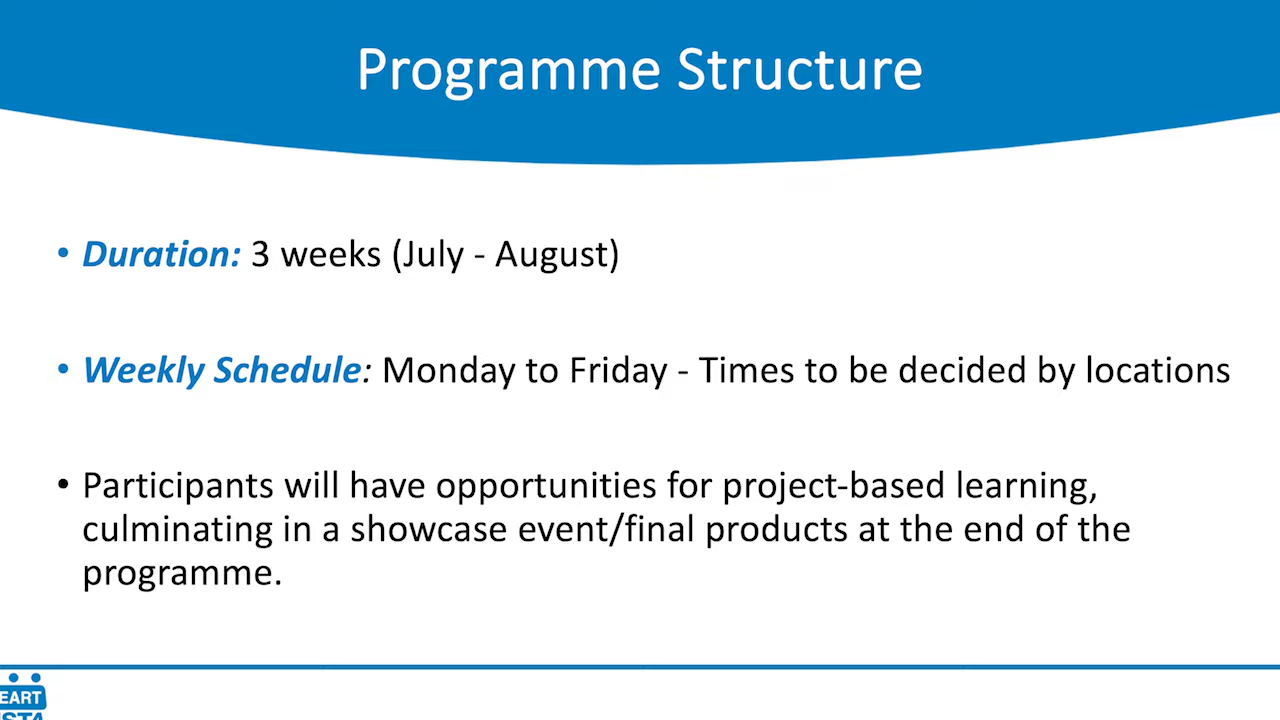 Programme Structure
• Duration: 3 weeks (July - August)
• Weekly Schedule: Monday to Friday - Times to be decided by locations
• Participants will have opportunities for project-based learning,
culminating in a showcase event/final products at the end of the
programme.
EART